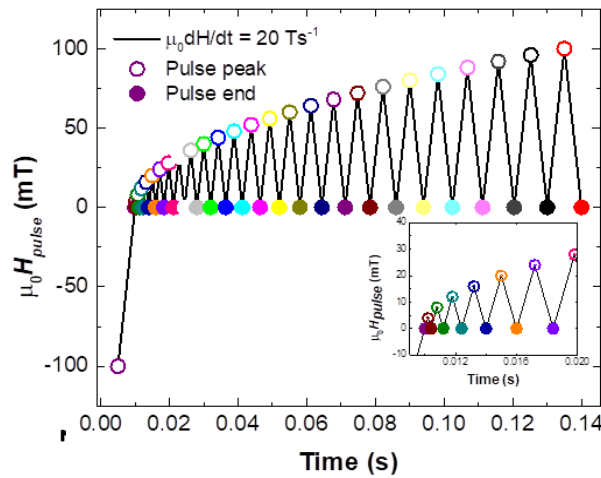 μ₀dH/dt = 20 Ts⁻¹
Pulse peak
Pulse end
100
50
0
-50
-100
μ₀H_pulse (mT)
0.00 0.02 0.04 0.06 0.08 0.10 0.12 0.14
Time (s)
40
30
20
10
0
-10
μ₀Hpulse (mT)
0.012 0.016 0.020
Time (s)